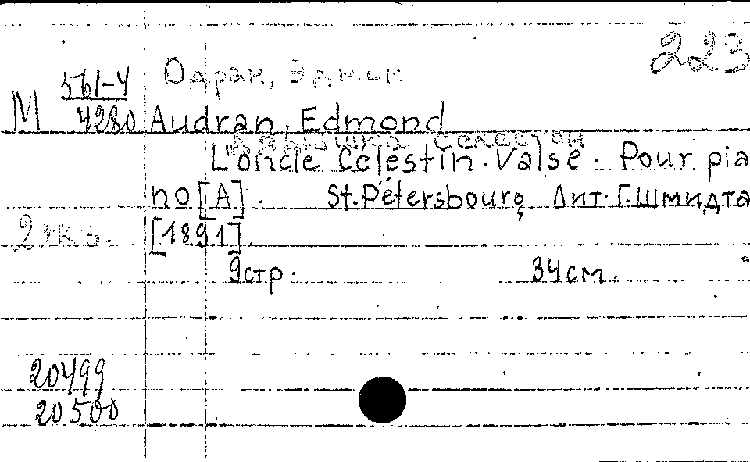 223
Одран, Эдмон
M 561-4/4280 Audran, Edmond
Дядюшка Селестен
L'oncle Celestin. Valse. Pour pia
no [A]. St. Pétersbourg. Лит. Г. Шмидта
2 экз. [1891]
9 стр. 34 см.
20499
20500